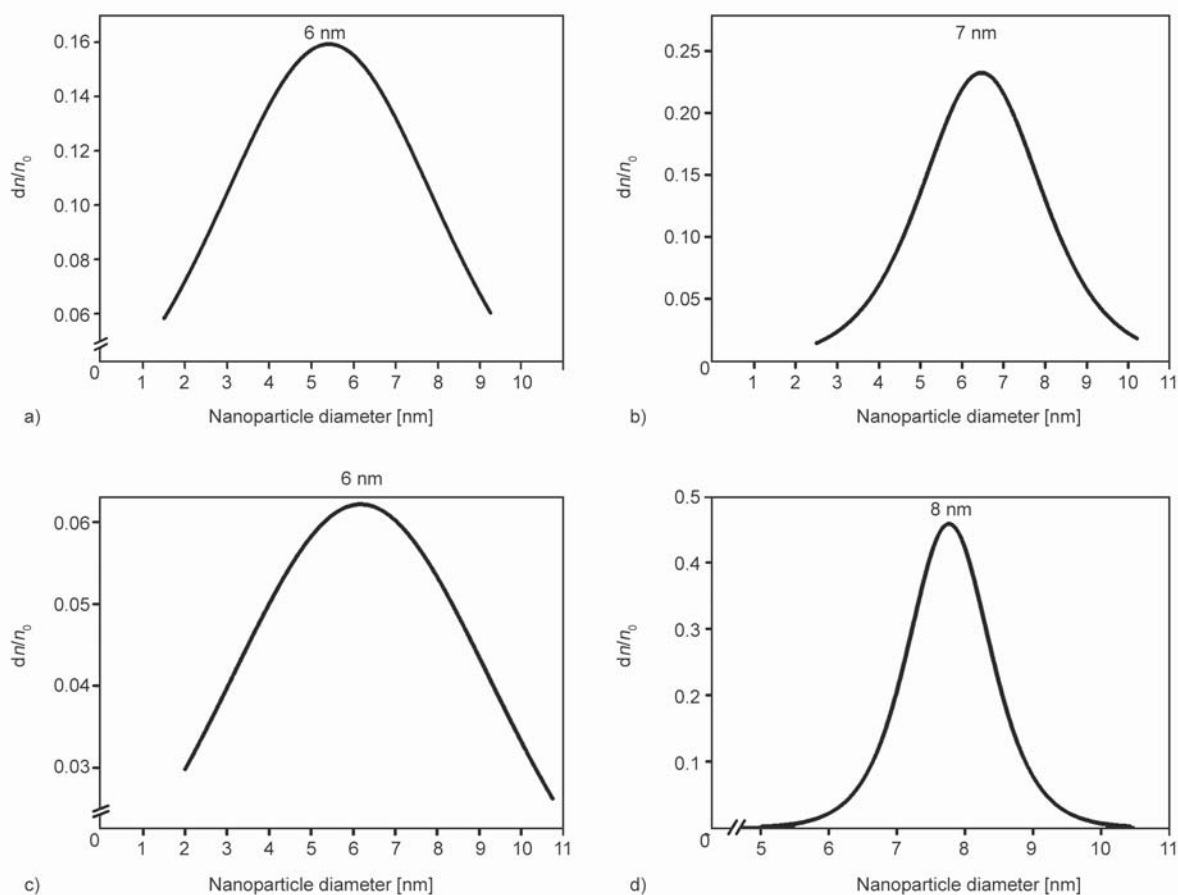 6 nm
0.16
0.14
0.12
0.10
0.08
0.06
0
dn/n0
1 2 3 4 5 6 7 8 9 10
Nanoparticle diameter [nm]
a)
7 nm
0.25
0.20
0.15
0.10
0.05
0
dn/n0
1 2 3 4 5 6 7 8 9 10 11
Nanoparticle diameter [nm]
b)
6 nm
0.06
0.05
0.04
0.03
0
dn/n0
1 2 3 4 5 6 7 8 9 10 11
Nanoparticle diameter [nm]
c)
8 nm
0.5
0.4
0.3
0.2
0.1
0
dn/n0
5 6 7 8 9 10 11
Nanoparticle diameter [nm]
d)